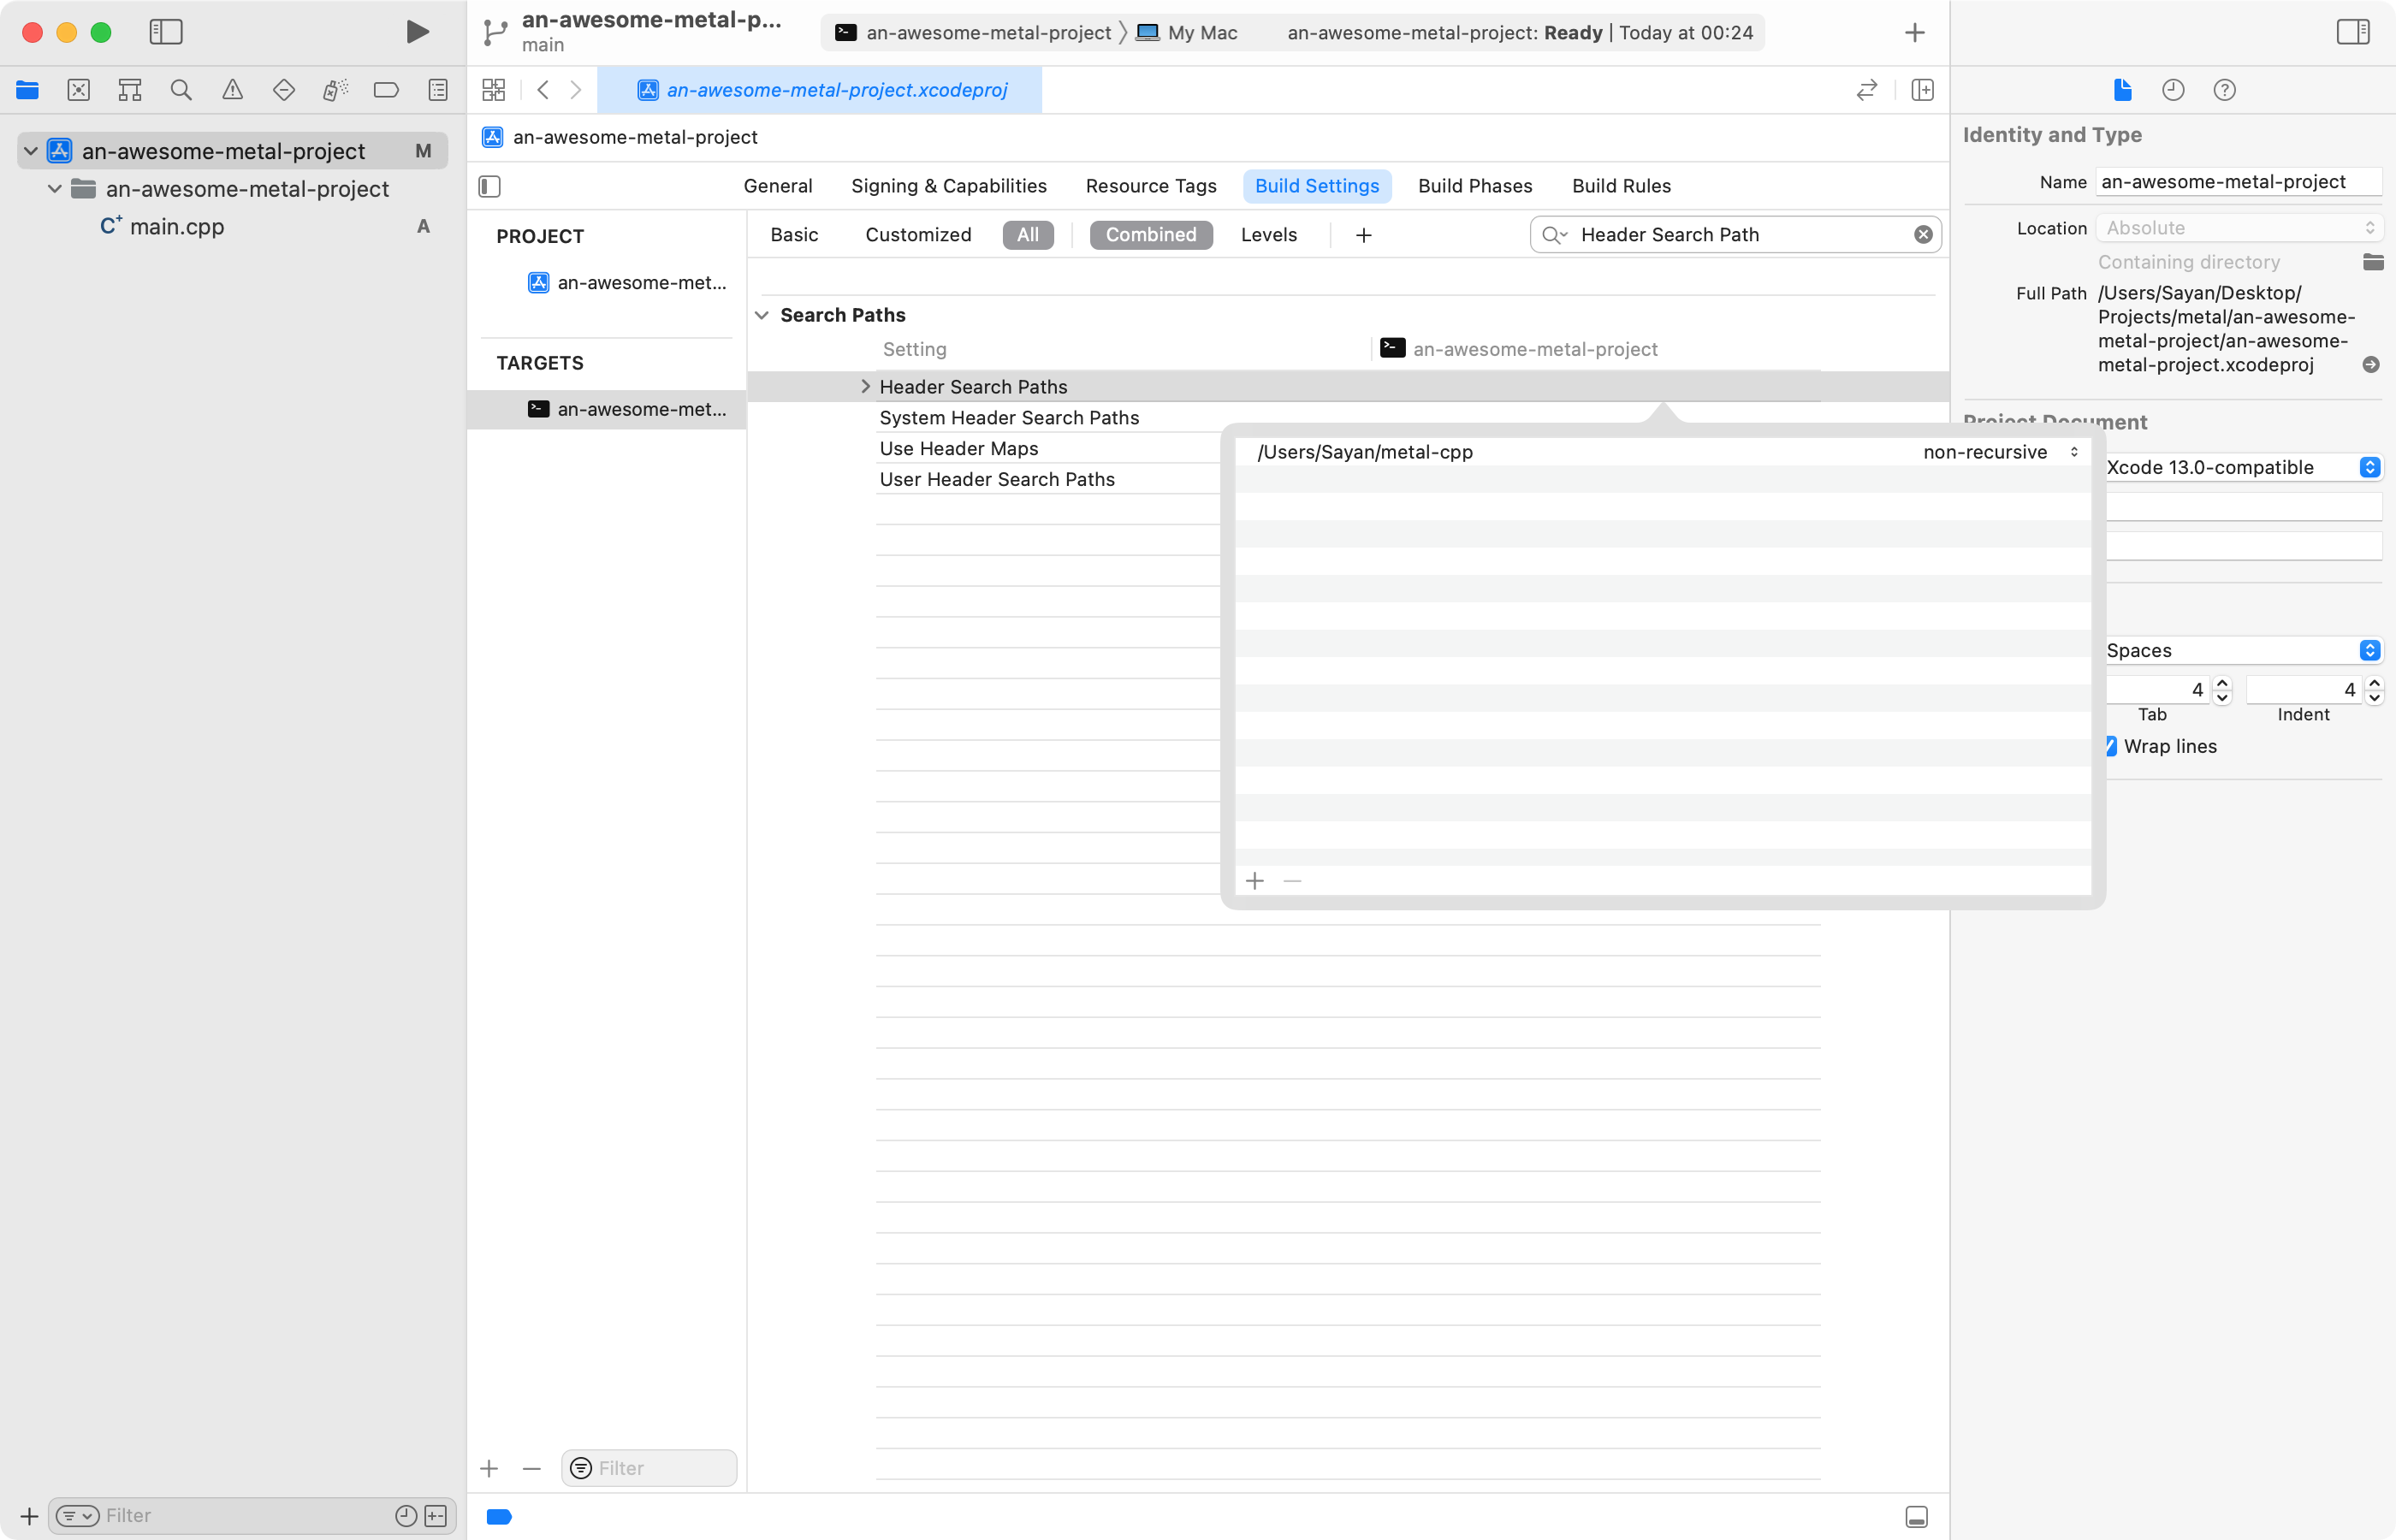 an-awesome-metal-p...
main
an-awesome-metal-project
My Mac
an-awesome-metal-project: Ready | Today at 00:24
an-awesome-metal-project.xcodeproj
an-awesome-metal-project M
an-awesome-metal-project
main.cpp A
Filter
an-awesome-metal-project
General Signing & Capabilities Resource Tags Build Settings Build Phases Build Rules
PROJECT
an-awesome-met...
TARGETS
an-awesome-met...
Filter
Basic Customized All Combined Levels
Header Search Path
Search Paths
Setting an-awesome-metal-project
Header Search Paths
System Header Search Paths
Use Header Maps
User Header Search Paths
/Users/Sayan/metal-cpp non-recursive
Identity and Type
Name an-awesome-metal-project
Location Absolute
Containing directory
Full Path /Users/Sayan/Desktop/
Projects/metal/an-awesome-
metal-project/an-awesome-
metal-project.xcodeproj
Project Document
Xcode 13.0-compatible
Spaces
4 4
Tab Indent
Wrap lines